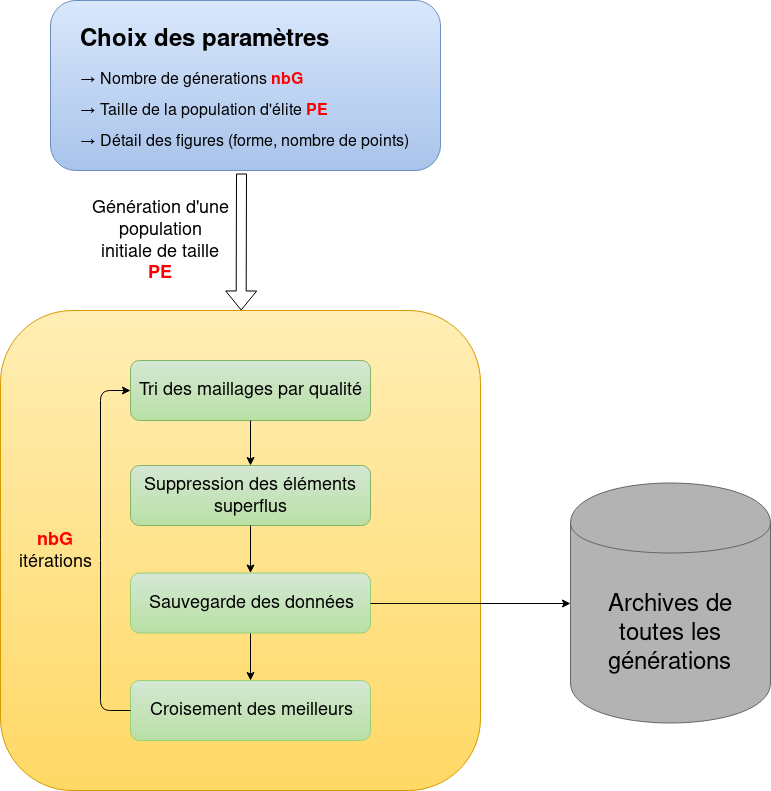 Choix des paramètres
→ Nombre de génerations nbG
→ Taille de la population d'élite PE
→ Détail des figures (forme, nombre de points)
Génération d'une
population
initiale de taille
PE
Tri des maillages par qualité
Suppression des éléments
superflus
nbG
itérations
Sauvegarde des données
Archives de
toutes les
générations
Croisement des meilleurs